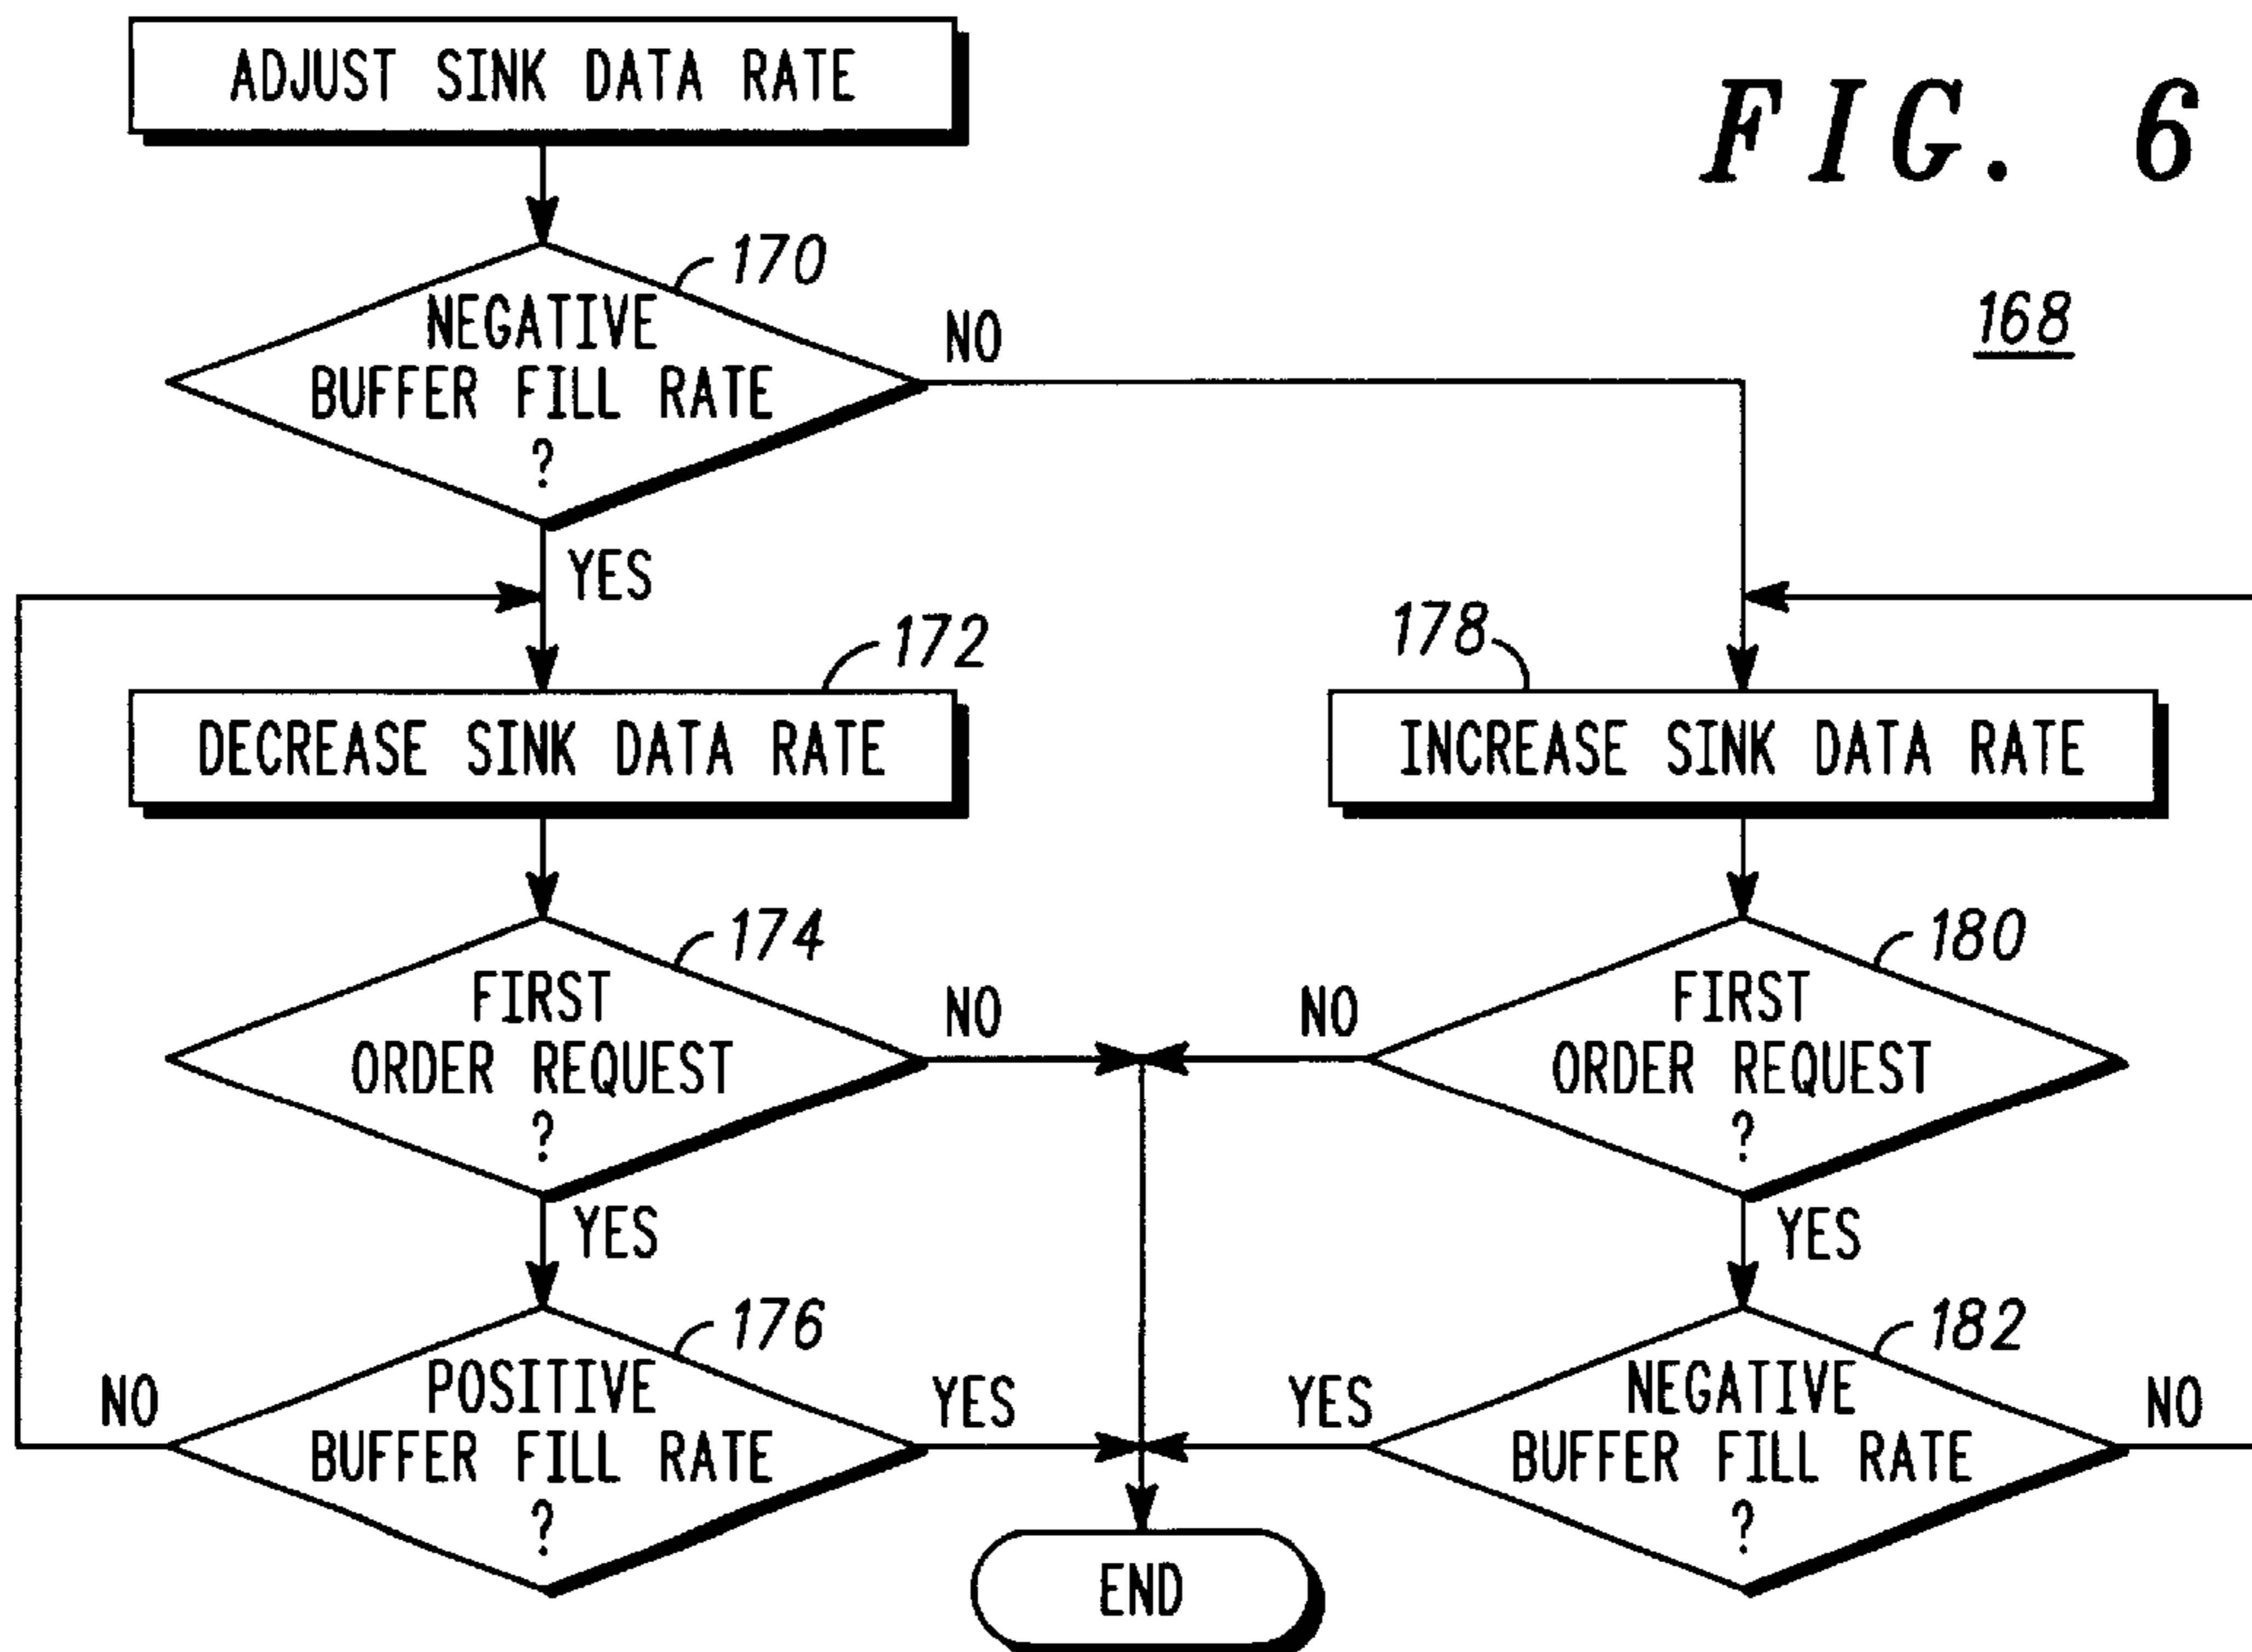 ADJUST SINK DATA RATE
FIG. 6
168
170
NEGATIVE
BUFFER FILL RATE
?
NO
YES
172
DECREASE SINK DATA RATE
178
INCREASE SINK DATA RATE
174
FIRST
ORDER REQUEST
?
NO
YES
180
FIRST
ORDER REQUEST
?
NO
YES
176
POSITIVE
BUFFER FILL RATE
?
NO
YES
182
NEGATIVE
BUFFER FILL RATE
?
YES
NO
END